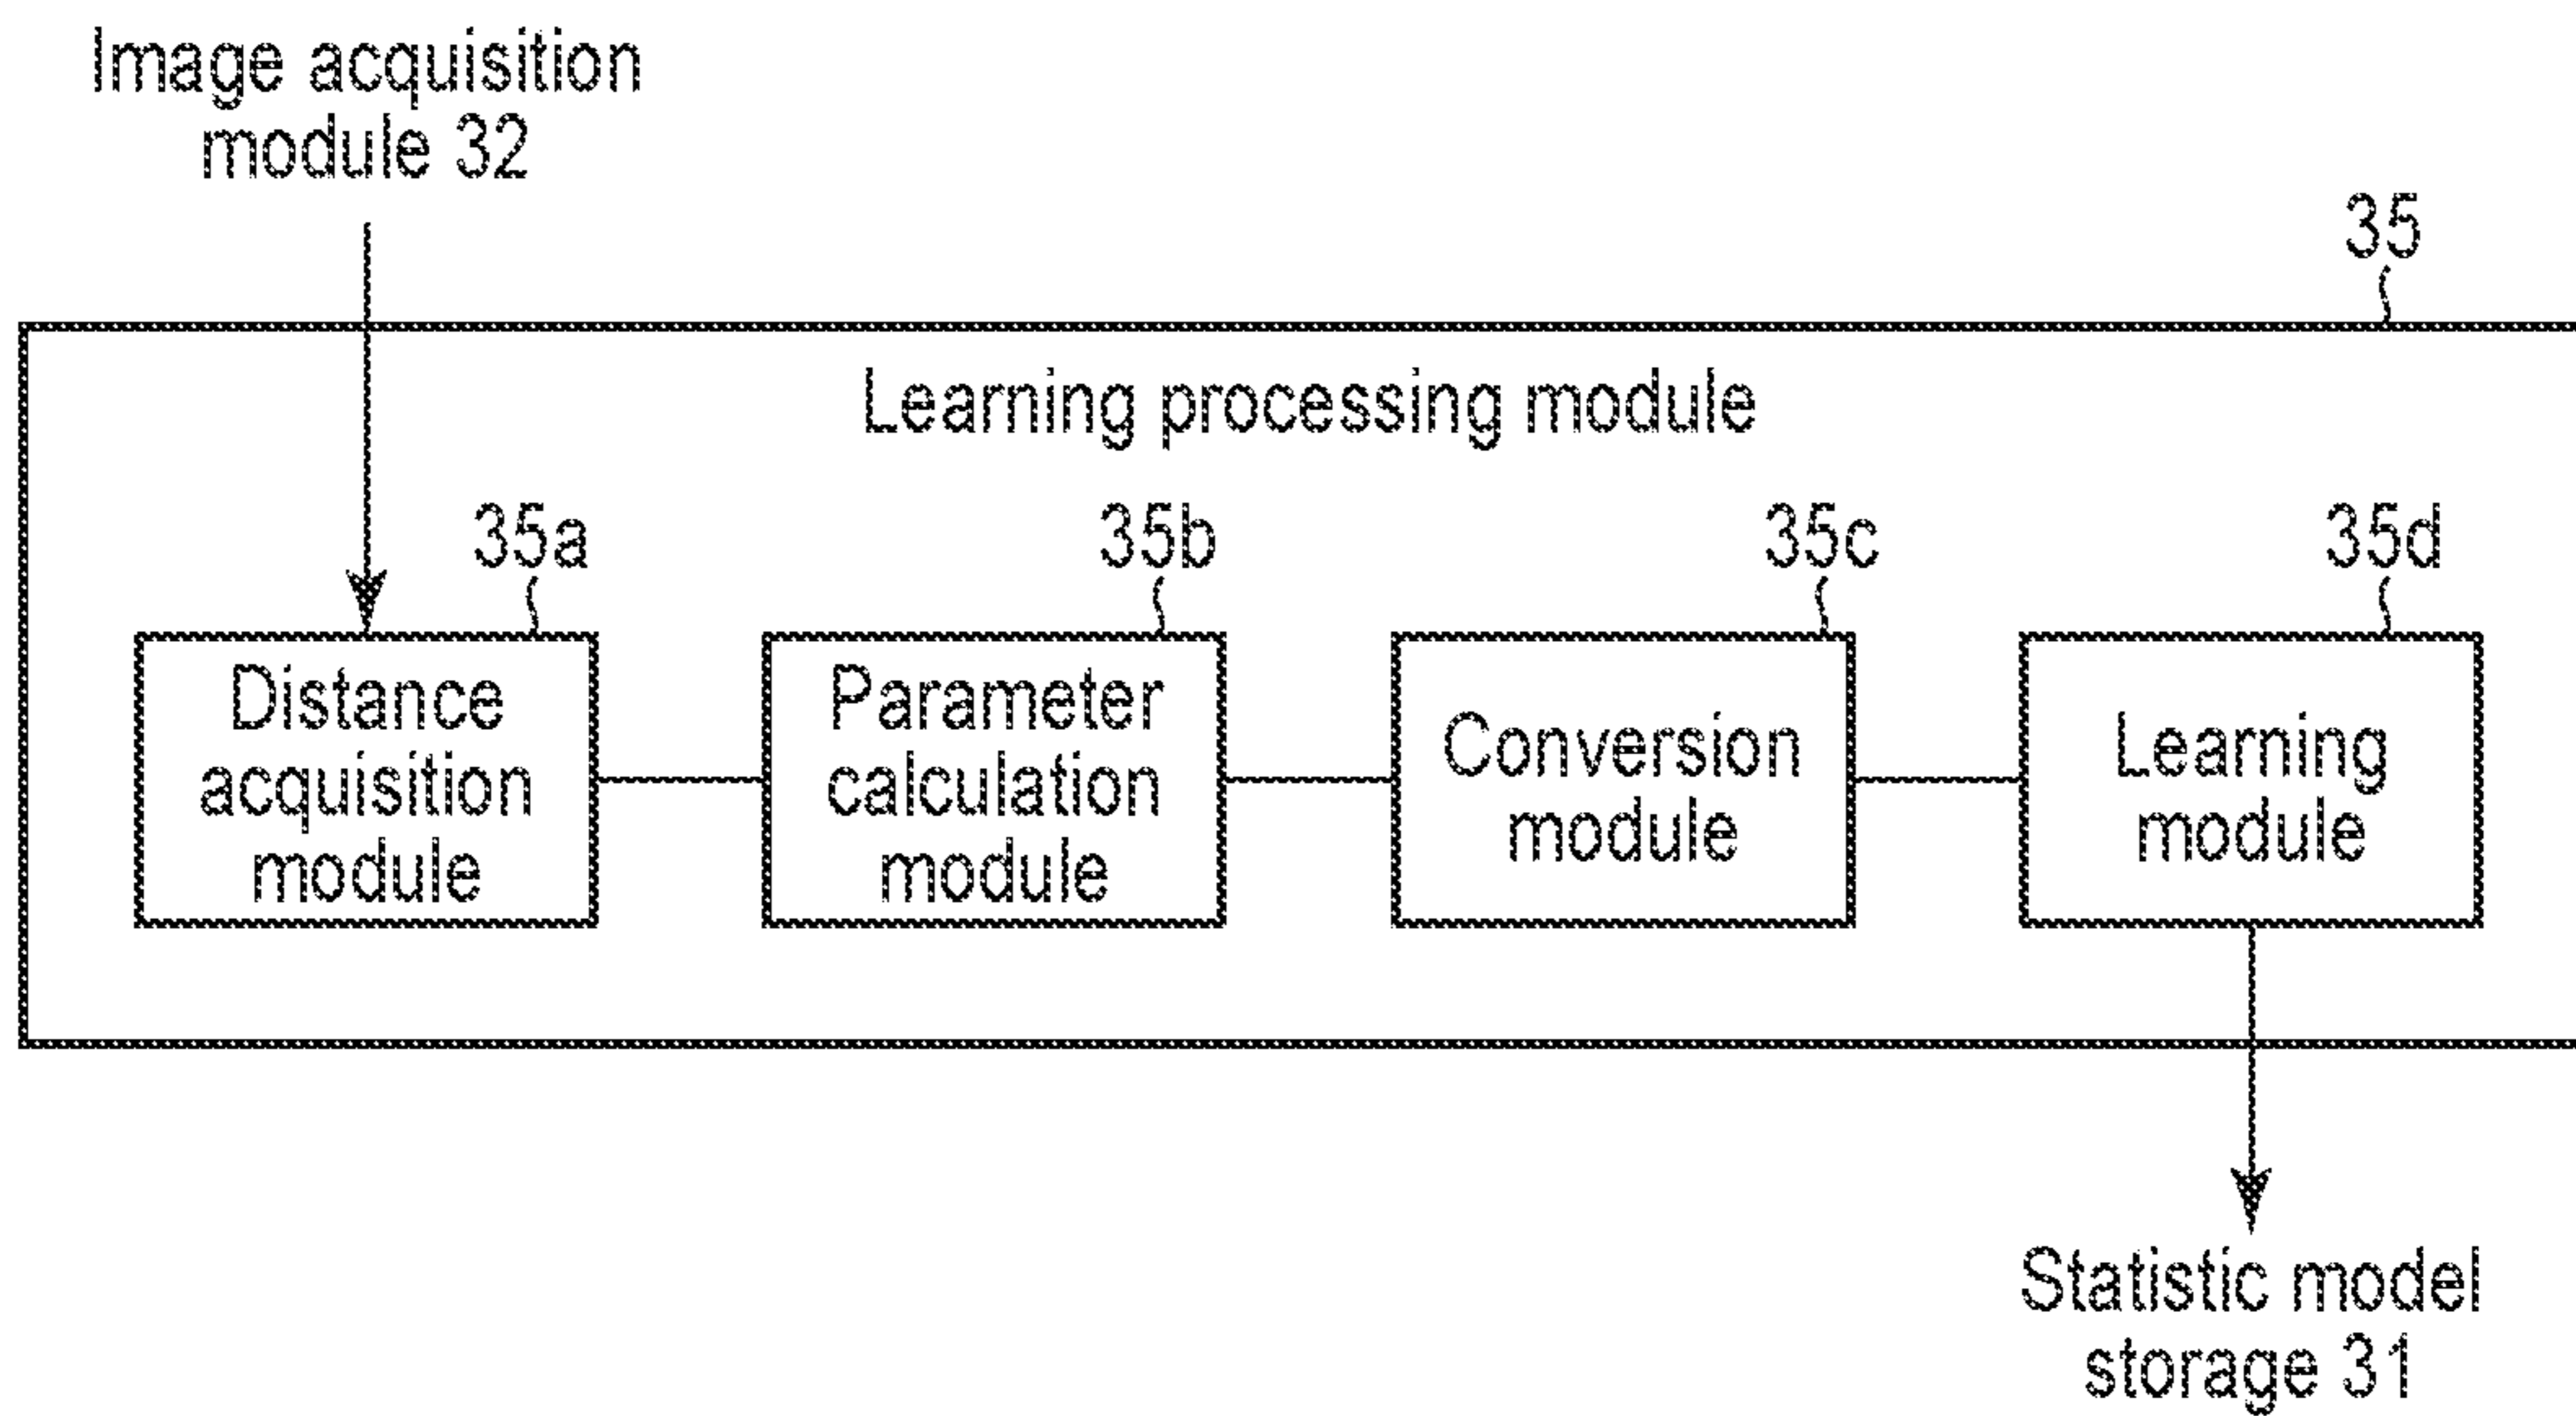 Image acquisition
module 32
35
Learning processing module
35a
35b
35c
35d
Distance
acquisition
module
Parameter
calculation
module
Conversion
module
Learning
module
Statistic model
storage 31